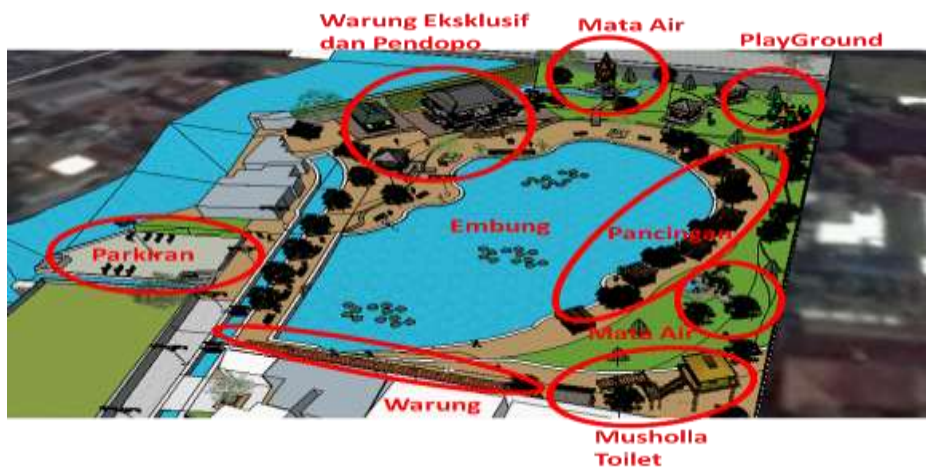 Warung Eksklusif
dan Pendopo
Mata Air
PlayGround
Embung
Pancingan
Parkiran
Mata Air
Warung
Musholla
Toilet